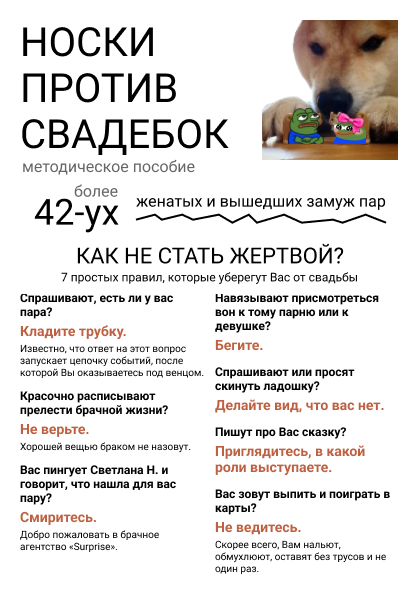 НОСКИ
ПРОТИВ
СВАДЕБОК
методическое пособие
более
42-ух
женатых и вышедших замуж пар
КАК НЕ СТАТЬ ЖЕРТВОЙ?
7 простых правил, которые уберегут Вас от свадьбы
Спрашивают, есть ли у вас
пара?
Кладите трубку.
Известно, что ответ на этот вопрос
запускает цепочку событий, после
которой Вы оказываетесь под венцом.
Красочно расписывают
прелести брачной жизни?
Не верьте.
Хорошей вещью браком не назовут.
Вас пингует Светлана Н. и
говорит, что нашла для вас
пару?
Смиритесь.
Добро пожаловать в брачное
агентство «Surprise».
Навязывают присмотреться
вон к тому парню или к
девушке?
Бегите.
Спрашивают или просят
скинуть ладошку?
Делайте вид, что вас нет.
Пишут про Вас сказку?
Приглядитесь, в какой
роли выступаете.
Вас зовут выпить и поиграть в
карты?
Не ведитесь.
Скорее всего, Вам нальют,
обмухлюют, оставят без трусов и не
один раз.